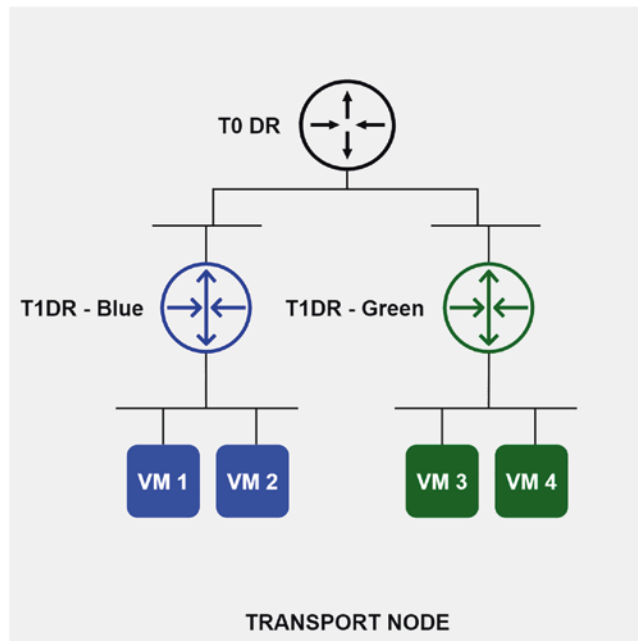 T0 DR
T1DR - Blue
T1DR - Green
VM 1
VM 2
VM 3
VM 4
TRANSPORT NODE